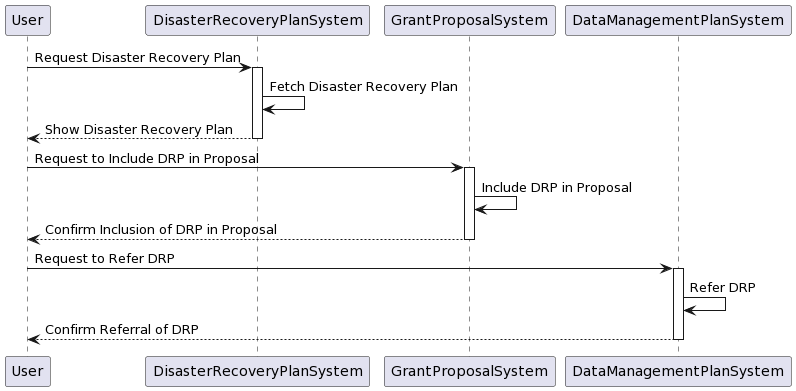 User DisasterRecoveryPlanSystem GrantProposalSystem DataManagementPlanSystem
Request Disaster Recovery Plan
Fetch Disaster Recovery Plan
Show Disaster Recovery Plan
Request to Include DRP in Proposal
Include DRP in Proposal
Confirm Inclusion of DRP in Proposal
Request to Refer DRP
Refer DRP
Confirm Referral of DRP
User DisasterRecoveryPlanSystem GrantProposalSystem DataManagementPlanSystem